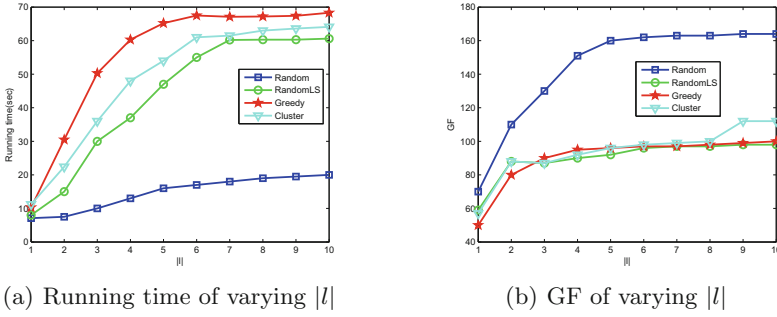 70
60
50
40
30
20
10
0
Running time(sec)
1 2 3 4 5 6 7 8 9 10
|l|
Random
RandomLS
Greedy
Cluster
(a) Running time of varying |l|
180
160
140
120
100
80
60
40
GF
1 2 3 4 5 6 7 8 9 10
|l|
Random
RandomLS
Greedy
Cluster
(b) GF of varying |l|